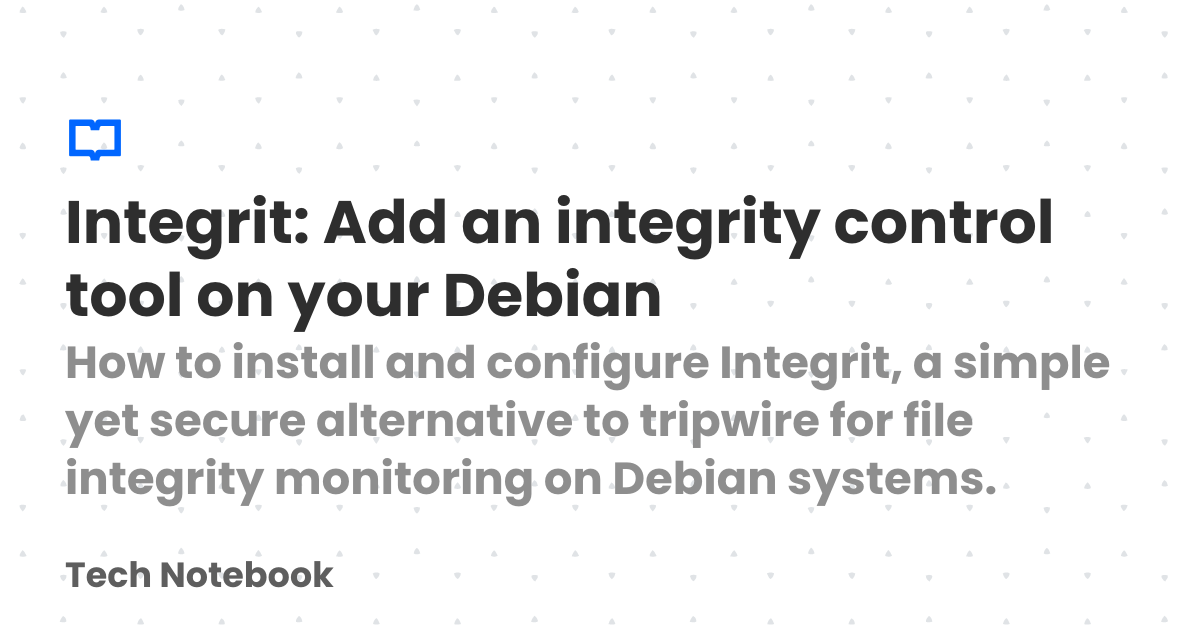 Integrit: Add an integrity control
tool on your Debian
How to install and configure Integrit, a simple
yet secure alternative to tripwire for file
integrity monitoring on Debian systems.
Tech Notebook